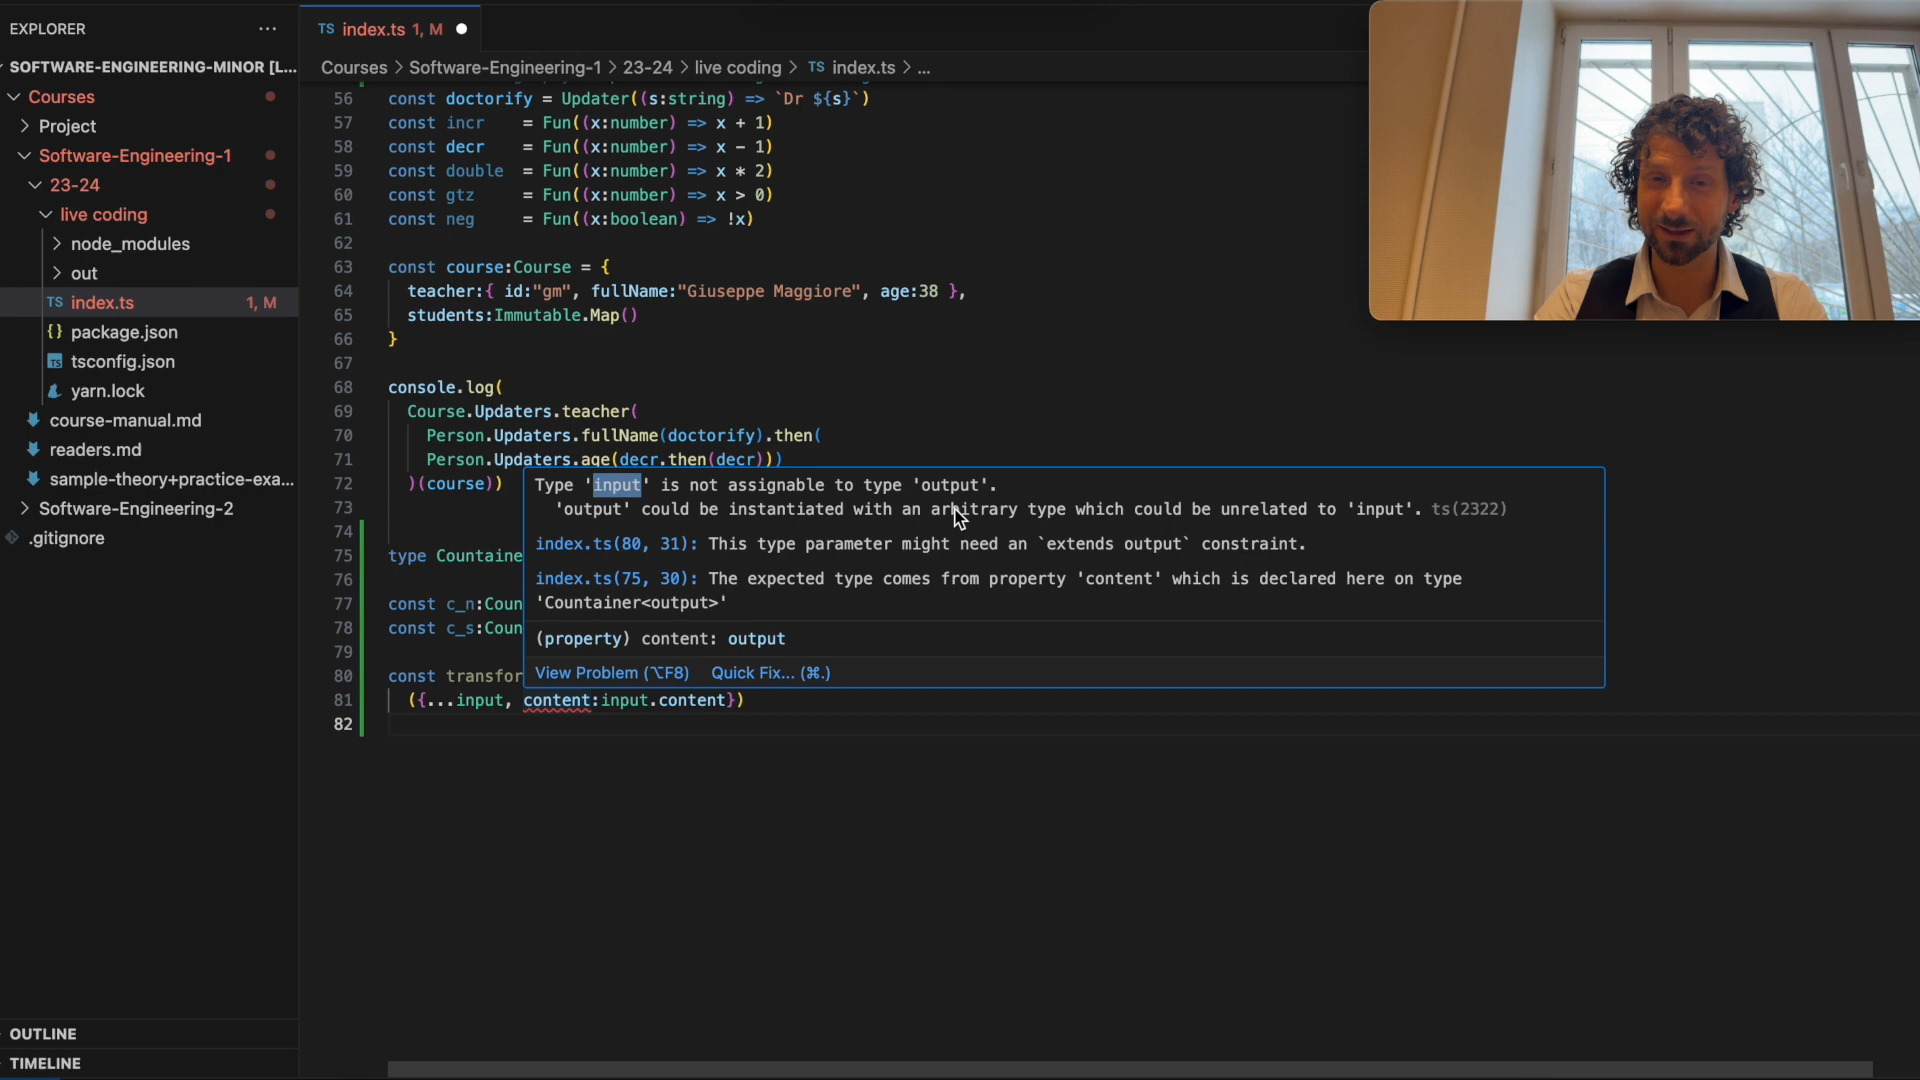 EXPLORER
SOFTWARE-ENGINEERING-MINOR [L...
Courses
Project
Software-Engineering-1
23-24
live coding
node_modules
out
TS index.ts 1, M
{} package.json
TS tsconfig.json
yarn.lock
course-manual.md
readers.md
sample-theory+practice-exa...
Software-Engineering-2
.gitignore
OUTLINE
TIMELINE
TS index.ts 1, M
Courses > Software-Engineering-1 > 23-24 > live coding > TS index.ts > ...
56 const doctorify = Updater((s:string) => `Dr ${s}`)
57 const incr = Fun((x:number) => x + 1)
58 const decr = Fun((x:number) => x - 1)
59 const double = Fun((x:number) => x * 2)
60 const gtz = Fun((x:number) => x > 0)
61 const neg = Fun((x:boolean) => !x)
62
63 const course:Course = {
64 teacher:{ id:"gm", fullName:"Giuseppe Maggiore", age:38 },
65 students:Immutable.Map()
66 }
67
68 console.log(
69 Course.Updaters.teacher(
70 Person.Updaters.fullName(doctorify).then(
71 Person.Updaters.age(decr.then(decr)))
72 )(course))
73
74
75 type Countaine
76
77 const c_n:Coun
78 const c_s:Coun
79
80 const transfor
81 ({...input, content:input.content})
82
Type 'input' is not assignable to type 'output'.
'output' could be instantiated with an arbitrary type which could be unrelated to 'input'. ts(2322)
index.ts(80, 31): This type parameter might need an `extends output` constraint.
index.ts(75, 30): The expected type comes from property 'content' which is declared here on type
'Countainer<output>'
(property) content: output
View Problem (⌥F8) Quick Fix... (⌘.)